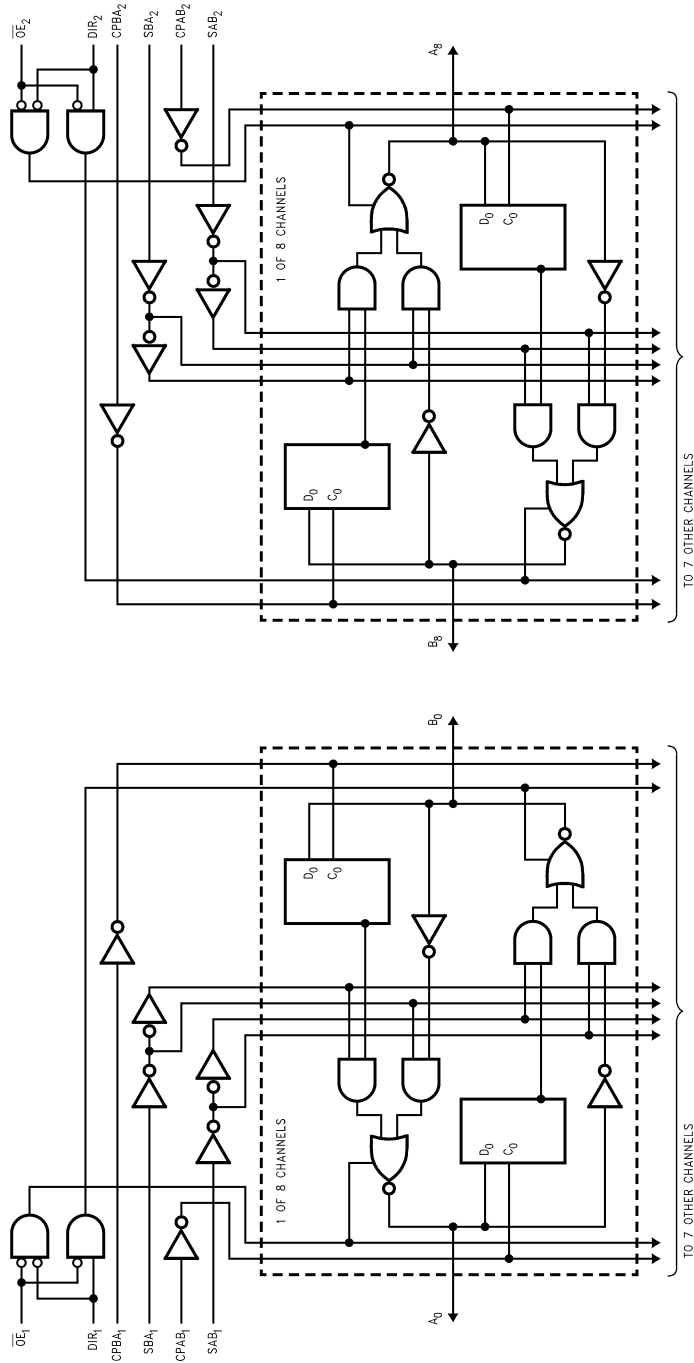 OE₁
DIR₁
CPBA₁
SBA₁
CPAB₁
SAB₁
1 OF 8 CHANNELS
D₀
C₀
D₀
C₀
A₀
B₀
TO 7 OTHER CHANNELS
OE₂
DIR₂
CPBA₂
SBA₂
CPAB₂
SAB₂
1 OF 8 CHANNELS
D₀
C₀
D₀
C₀
A₈
B₈
TO 7 OTHER CHANNELS